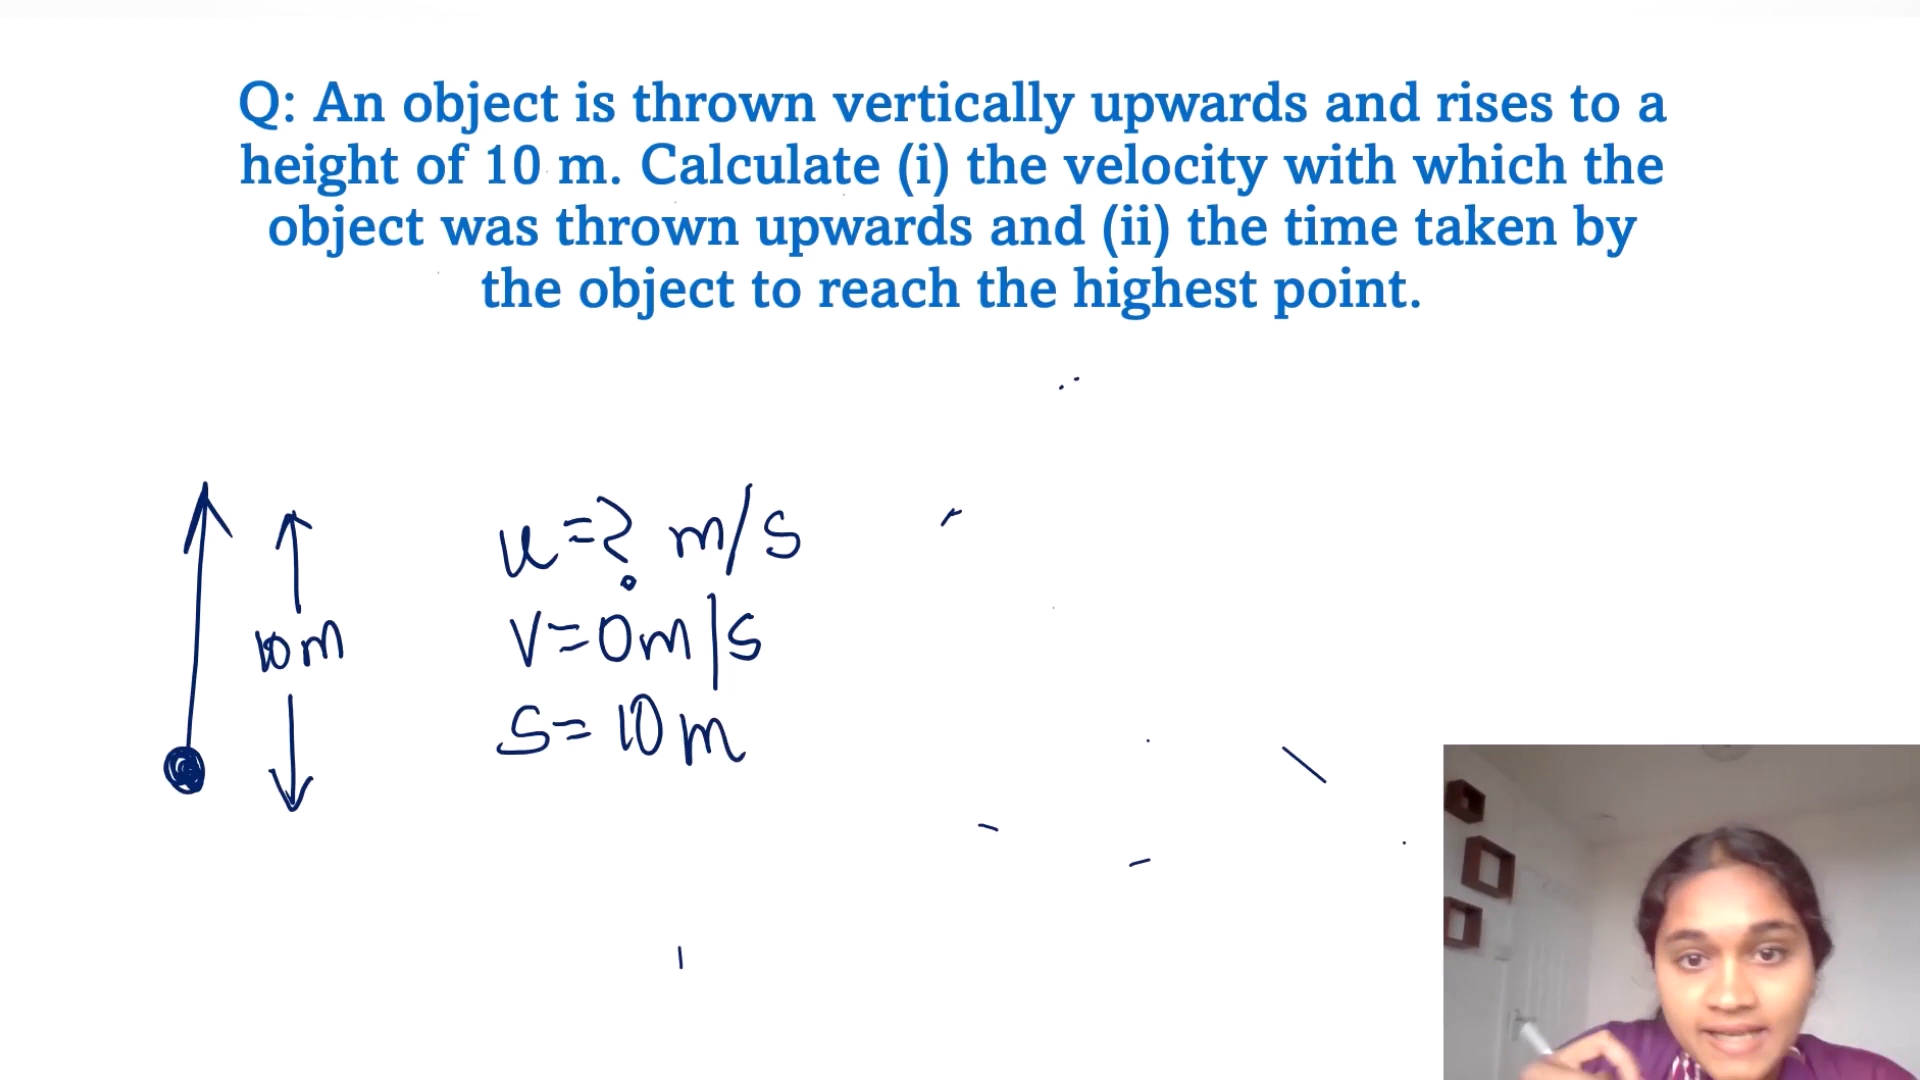 Q: An object is thrown vertically upwards and rises to a
height of 10 m. Calculate (i) the velocity with which the
object was thrown upwards and (ii) the time taken by
the object to reach the highest point.
u=? m/s
v=0m/s
10m
s=10m